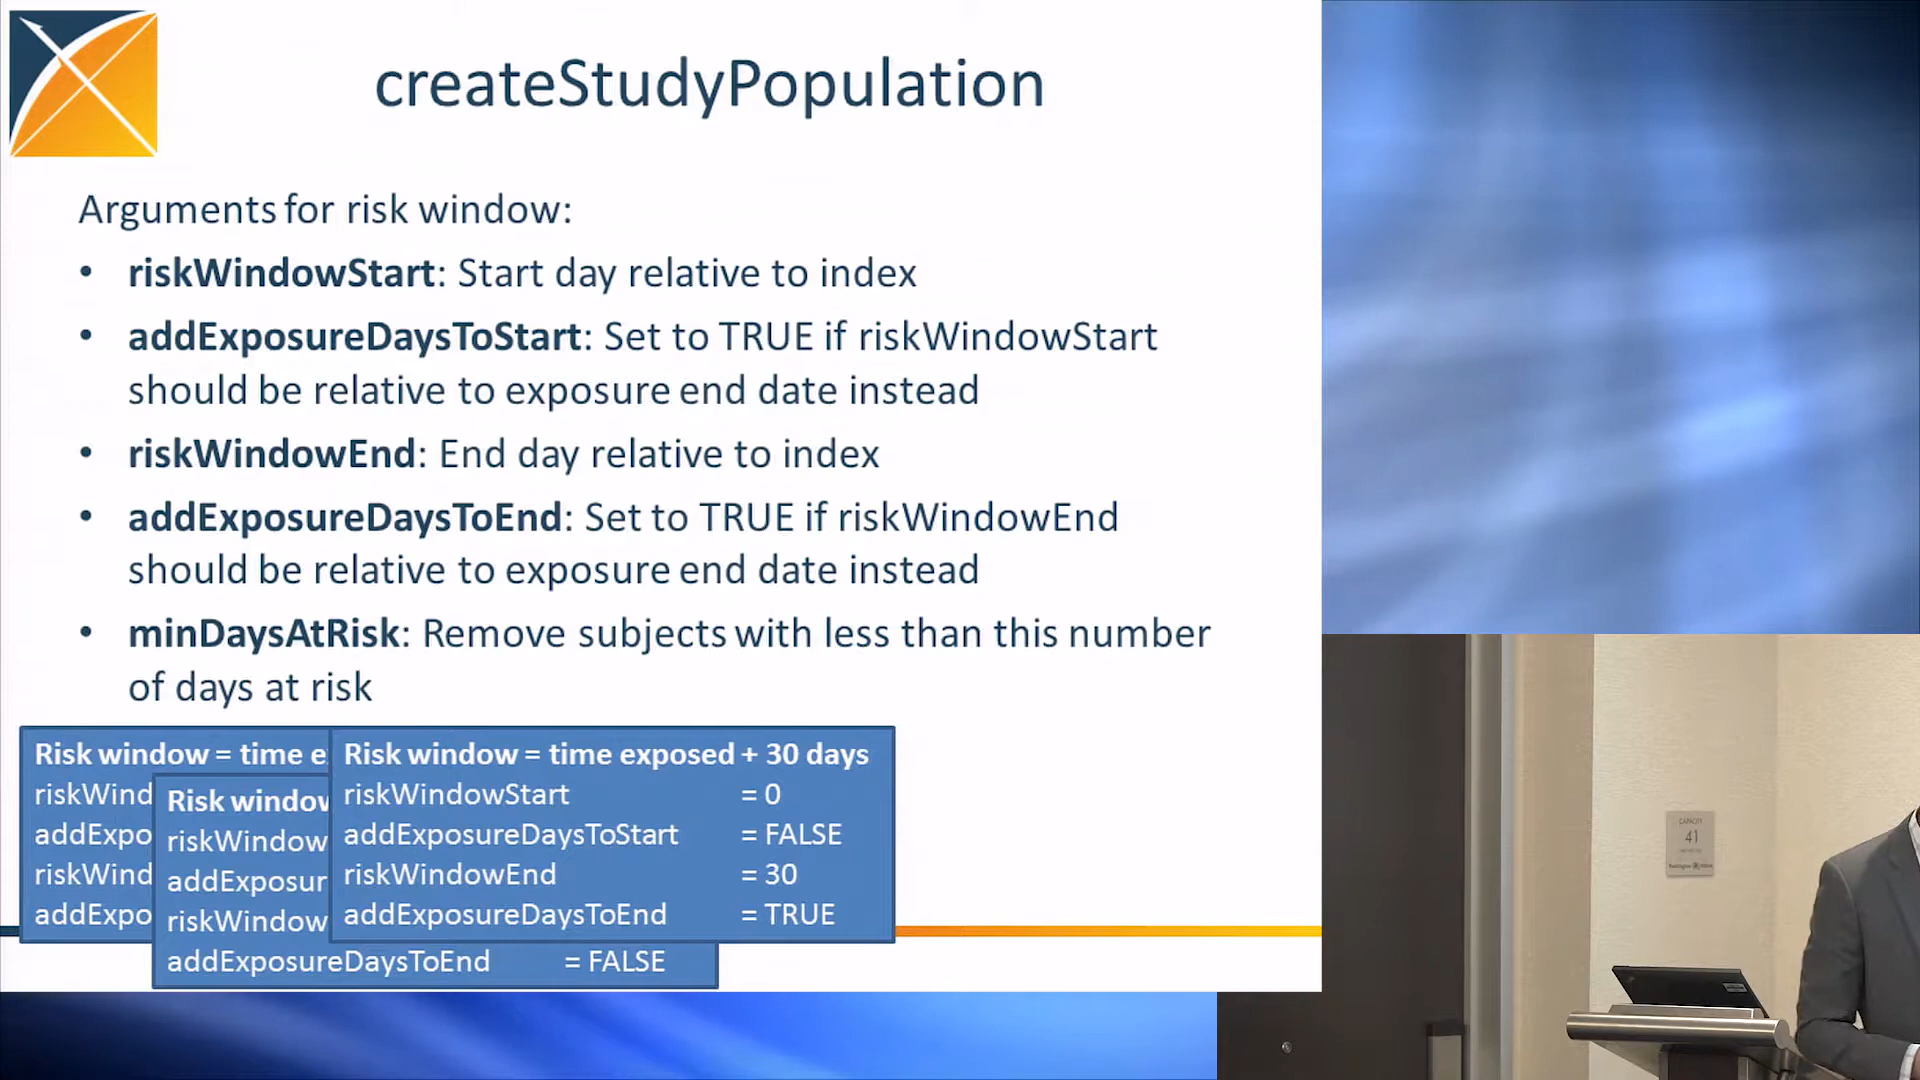 createStudyPopulation
Arguments for risk window:
• riskWindowStart: Start day relative to index
• addExposureDaysToStart: Set to TRUE if riskWindowStart
should be relative to exposure end date instead
• riskWindowEnd: End day relative to index
• addExposureDaysToEnd: Set to TRUE if riskWindowEnd
should be relative to exposure end date instead
• minDaysAtRisk: Remove subjects with less than this number
of days at risk
Risk window = time e
riskWind
addExpo
riskWind
addExpo
Risk window
riskWindow
addExposur
riskWindow
addExposureDaysToEnd = FALSE
Risk window = time exposed + 30 days
riskWindowStart = 0
addExposureDaysToStart = FALSE
riskWindowEnd = 30
addExposureDaysToEnd = TRUE
CAPACITY
41